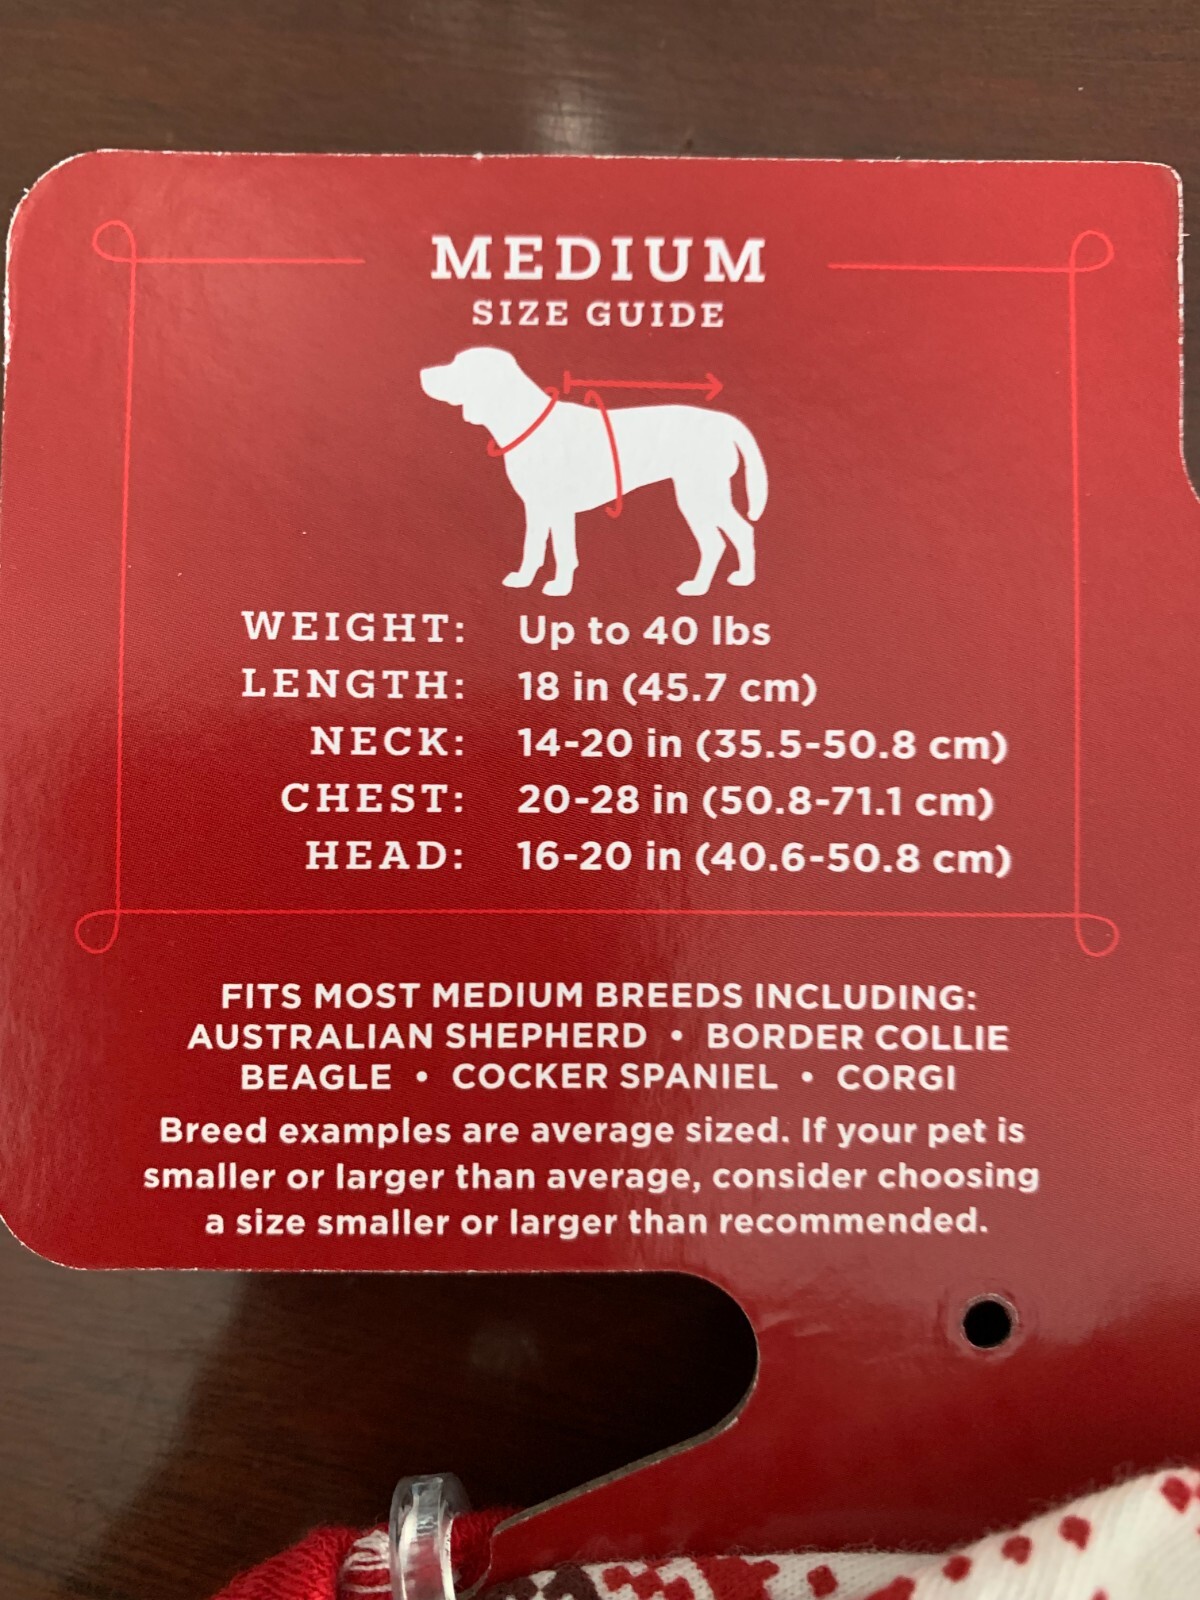 MEDIUM
SIZE GUIDE
WEIGHT: Up to 40 lbs
LENGTH: 18 in (45.7 cm)
NECK: 14-20 in (35.5-50.8 cm)
CHEST: 20-28 in (50.8-71.1 cm)
HEAD: 16-20 in (40.6-50.8 cm)
FITS MOST MEDIUM BREEDS INCLUDING:
AUSTRALIAN SHEPHERD • BORDER COLLIE
BEAGLE • COCKER SPANIEL • CORGI
Breed examples are average sized. If your pet is
smaller or larger than average, consider choosing
a size smaller or larger than recommended.